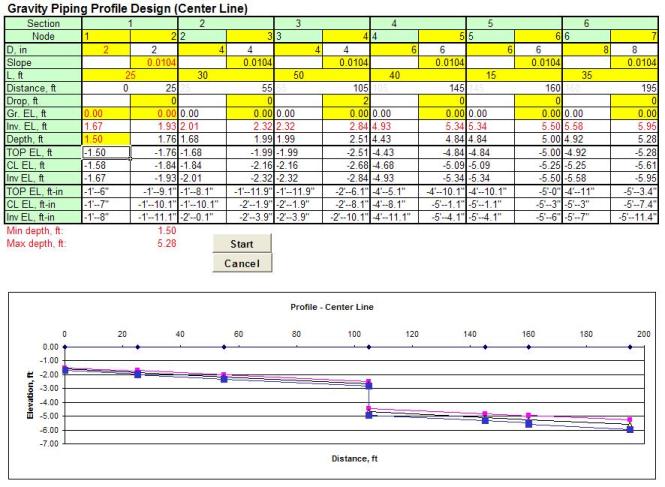 Gravity Piping Profile Design (Center Line)
Section 1 2 3 4 5 6
Node 1 2 2 3 3 4 4 5 5 6 6 7
D, in 2 2 4 4 4 4 6 6 6 6 8 8
Slope 0.0104 0.0104 0.0104 0.0104 0.0104 0.0104
L, ft 25 30 50 40 15 35
Distance, ft 0 25 55 105 145 160 195
Drop, ft 0 0 2 0 0 0
Gr. EL, ft 0.00 0.00 0.00 0.00 0.00 0.00 0.00 0.00 0.00 0.00 0.00 0.00
Inv. EL, ft 1.67 1.93 2.01 2.32 2.32 2.84 4.93 5.34 5.34 5.50 5.58 5.95
Depth, ft 1.50 1.76 1.68 1.99 1.99 2.51 4.43 4.84 4.84 5.00 4.92 5.28
TOP EL, ft -1.50 -1.76 -1.68 -1.99 -1.99 -2.51 -4.43 -4.84 -4.84 -5.00 -4.92 -5.28
CL EL, ft -1.58 -1.84 -1.84 -2.16 -2.16 -2.68 -4.68 -5.09 -5.09 -5.25 -5.25 -5.61
Inv EL, ft -1.67 -1.93 -2.01 -2.32 -2.32 -2.84 -4.93 -5.34 -5.34 -5.50 -5.58 -5.95
TOP EL, ft-in -1'--6" -1'--9.1" -1'--8.1" -1'--11.9" -1'--11.9" -2'--6.1" -4'--5.1" -4'--10.1" -4'--10.1" -5'-0" -4'--11" -5'--3.4"
CL EL, ft-in -1'--7" -1'--10.1" -1'--10.1" -2'--1.9" -2'--1.9" -2'--8.1" -4'--8.1" -5'--1.1" -5'--1.1" -5'--3" -5'--3" -5'--7.4"
Inv EL, ft-in -1'--8" -1'--11.1" -2'--0.1" -2'--3.9" -2'--3.9" -2'--10.1" -4'--11.1" -5'--4.1" -5'--4.1" -5'--6" -5'--7" -5'--11.4"
Min depth, ft: 1.50
Max depth, ft: 5.28
Start
Cancel
Profile - Center Line
0 20 40 60 80 100 120 140 160 180 200
0.00
-1.00
-2.00
-3.00
-4.00
-5.00
-6.00
-7.00
Elevation, ft
Distance, ft